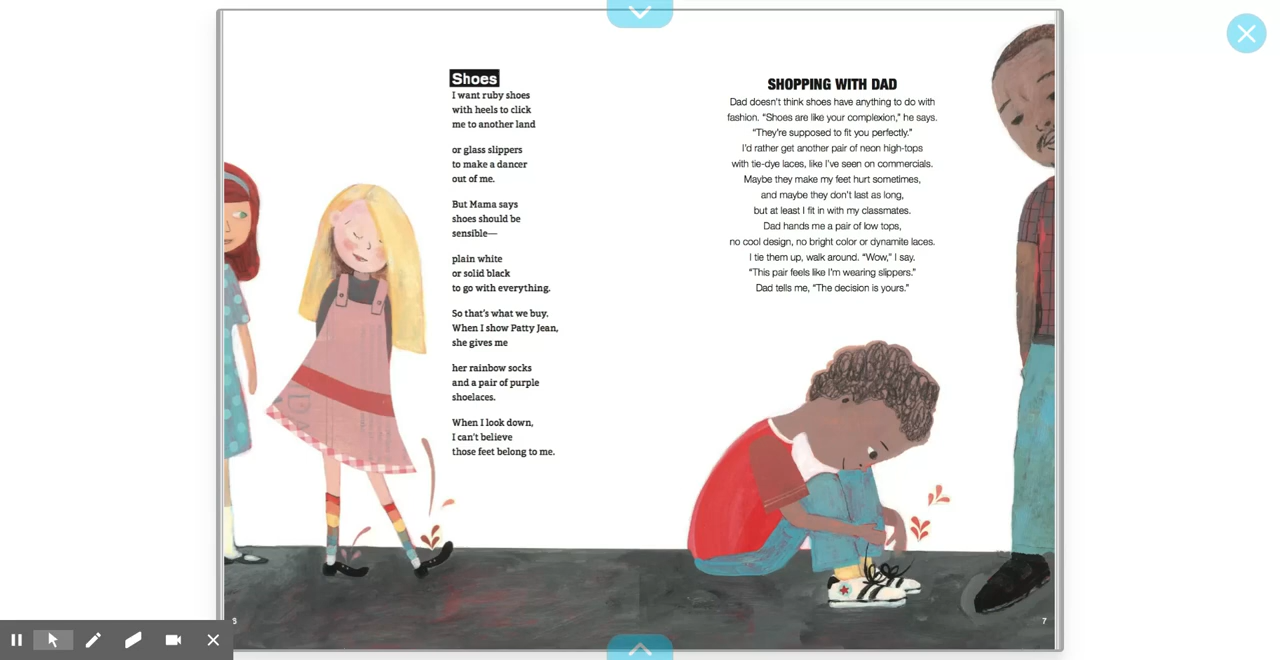 Shoes
I want ruby shoes
with heels to click
me to another land
or glass slippers
to make a dancer
out of me.
But Mama says
shoes should be
sensible—
plain white
or solid black
to go with everything.
So that's what we buy.
When I show Patty Jean,
she gives me
her rainbow socks
and a pair of purple
shoelaces.
When I look down,
I can't believe
those feet belong to me.
SHOPPING WITH DAD
Dad doesn't think shoes have anything to do with
fashion. “Shoes are like your complexion,” he says.
“They're supposed to fit you perfectly.”
I'd rather get another pair of neon high-tops
with tie-dye laces, like I've seen on commercials.
Maybe they make my feet hurt sometimes,
and maybe they don't last as long,
but at least I fit in with my classmates.
Dad hands me a pair of low tops,
no cool design, no bright color or dynamite laces.
I tie them up, walk around. “Wow,” I say.
“This pair feels like I'm wearing slippers.”
Dad tells me, “The decision is yours.”
7